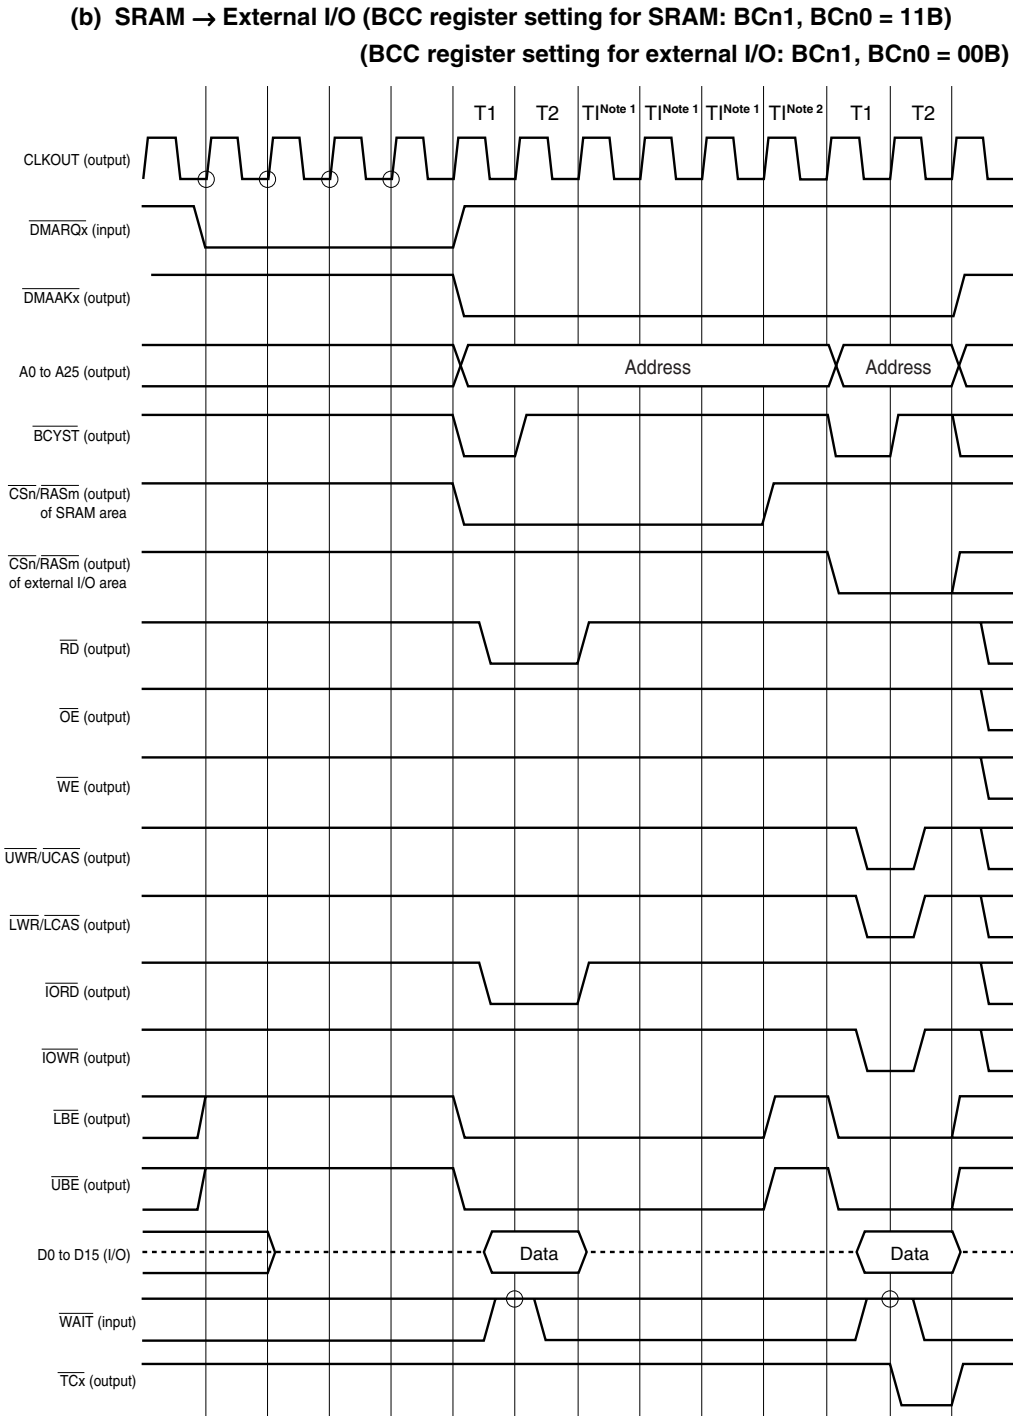 (b) SRAM → External I/O (BCC register setting for SRAM: BCn1, BCn0 = 11B)
(BCC register setting for external I/O: BCn1, BCn0 = 00B)
T1 T2 TI Note 1 TI Note 1 TI Note 1 TI Note 2 T1 T2
CLKOUT (output)
DMARQx (input)
DMAAKx (output)
A0 to A25 (output) Address Address
BCYST (output)
CSn/RASm (output)
of SRAM area
CSn/RASm (output)
of external I/O area
RD (output)
OE (output)
WE (output)
UWR/UCAS (output)
LWR/LCAS (output)
IORD (output)
IOWR (output)
LBE (output)
UBE (output)
D0 to D15 (I/O) Data Data
WAIT (input)
TCx (output)